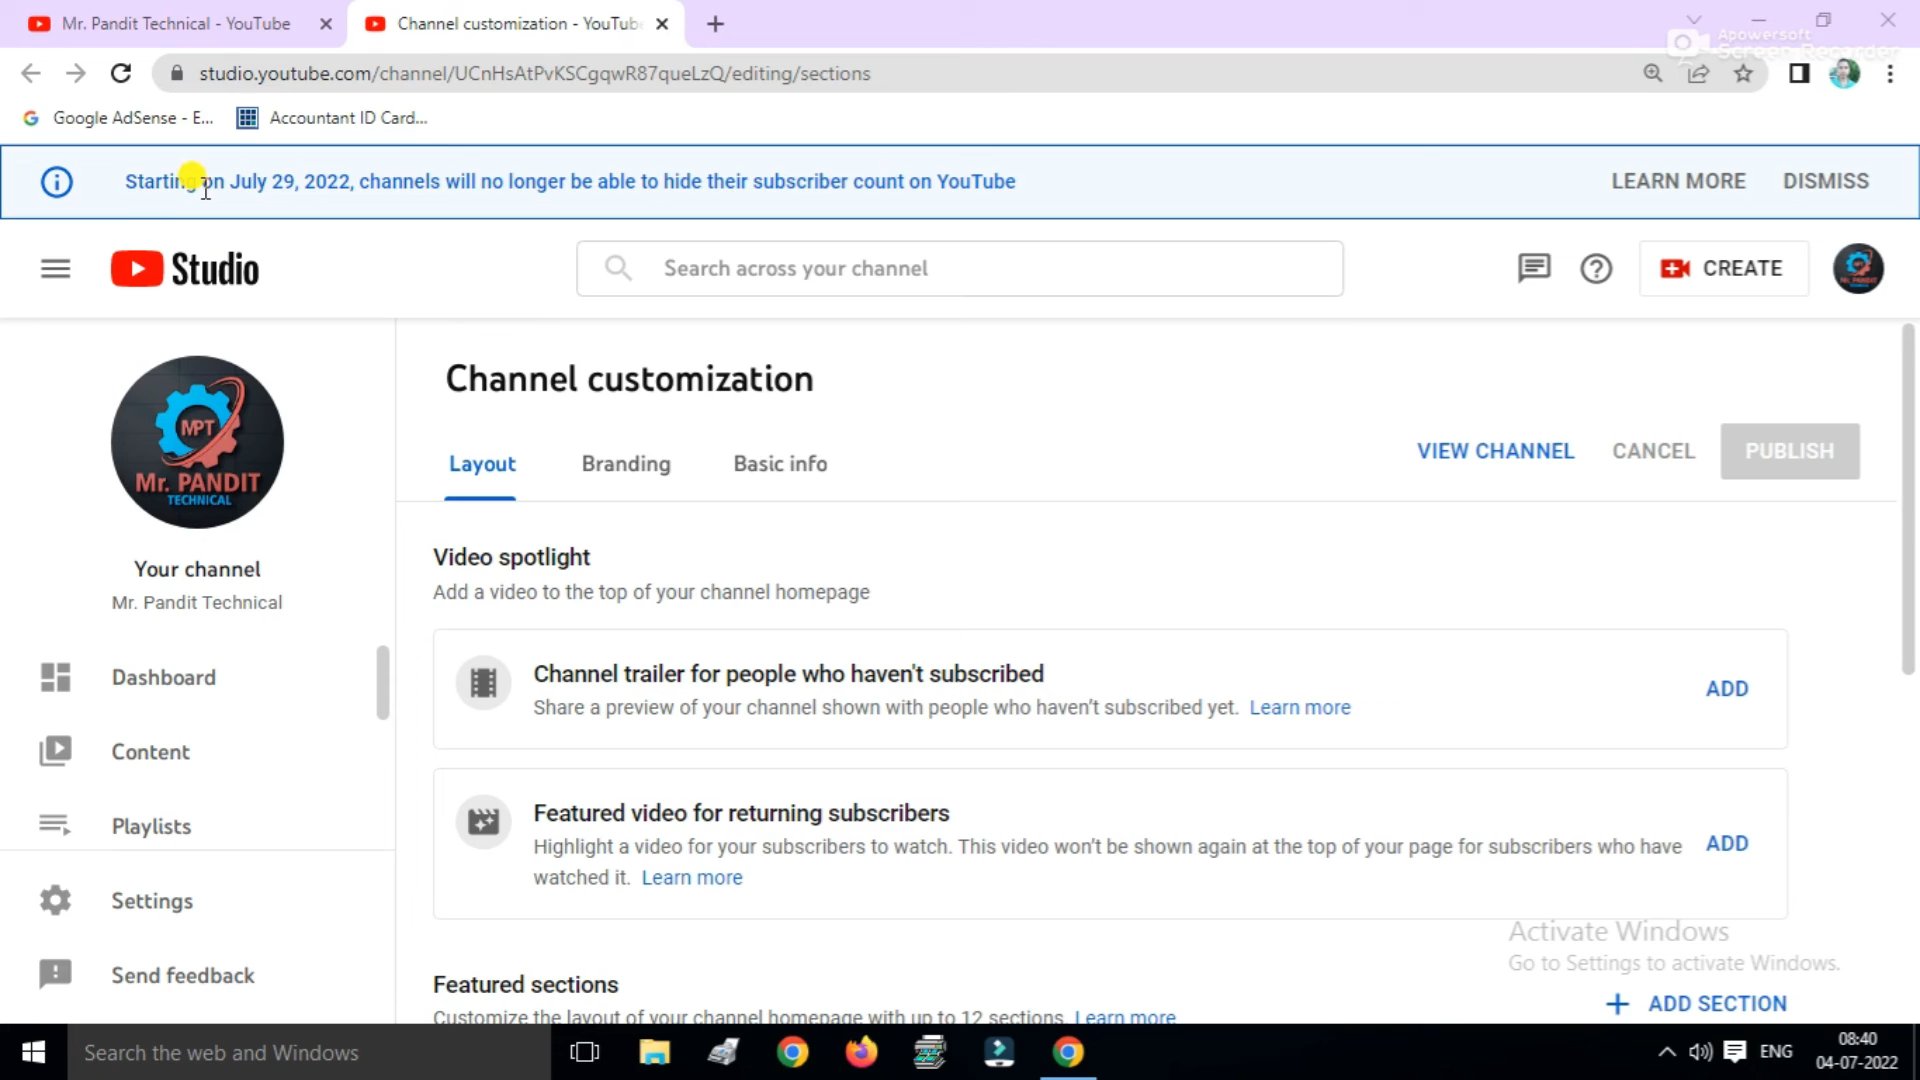 Mr. Pandit Technical - YouTube
Channel customization - YouTub
Apowersoft
Screen Recorder
studio.youtube.com/channel/UCnHsAtPvKSCgqwR87queLzQ/editing/sections
Google AdSense - E...
Accountant ID Card...
Starting on July 29, 2022, channels will no longer be able to hide their subscriber count on YouTube
LEARN MORE
DISMISS
Studio
Search across your channel
CREATE
MPT
Mr. PANDIT
TECHNICAL
Your channel
Mr. Pandit Technical
Dashboard
Content
Playlists
Settings
Send feedback
Channel customization
Layout
Branding
Basic info
VIEW CHANNEL
CANCEL
PUBLISH
Video spotlight
Add a video to the top of your channel homepage
Channel trailer for people who haven't subscribed
Share a preview of your channel shown with people who haven't subscribed yet. Learn more
ADD
Featured video for returning subscribers
Highlight a video for your subscribers to watch. This video won't be shown again at the top of your page for subscribers who have
watched it. Learn more
ADD
Activate Windows
Go to Settings to activate Windows.
Featured sections
Customize the layout of your channel homepage with up to 12 sections. Learn more
ADD SECTION
Search the web and Windows
ENG
08:40
04-07-2022